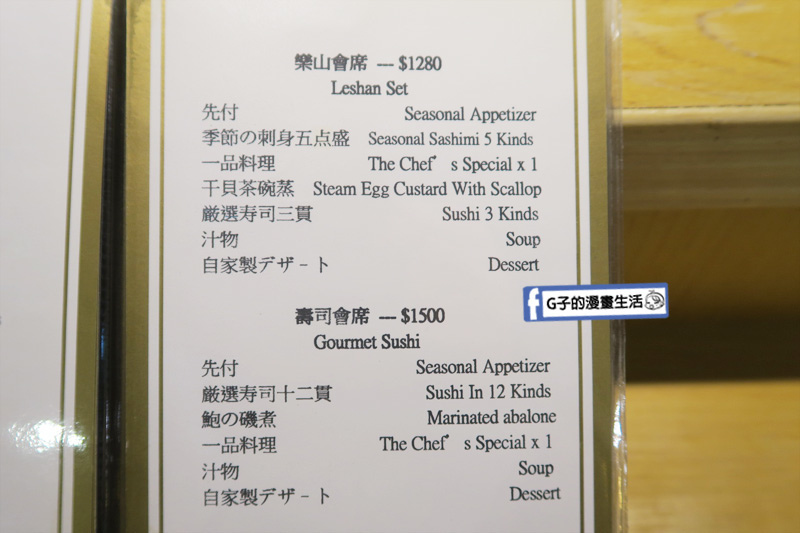 樂山會席 --- $1280
Leshan Set
先付 Seasonal Appetizer
季節の刺身五点盛 Seasonal Sashimi 5 Kinds
一品料理 The Chef’s Special x 1
干貝茶碗蒸 Steam Egg Custard With Scallop
厳選寿司三貫 Sushi 3 Kinds
汁物 Soup
自家製デザ－ト Dessert
f G子的漫畫生活
壽司會席 --- $1500
Gourmet Sushi
先付 Seasonal Appetizer
厳選寿司十二貫 Sushi In 12 Kinds
鮑の磯煮 Marinated abalone
一品料理 The Chef’s Special x 1
汁物 Soup
自家製デザ－ト Dessert